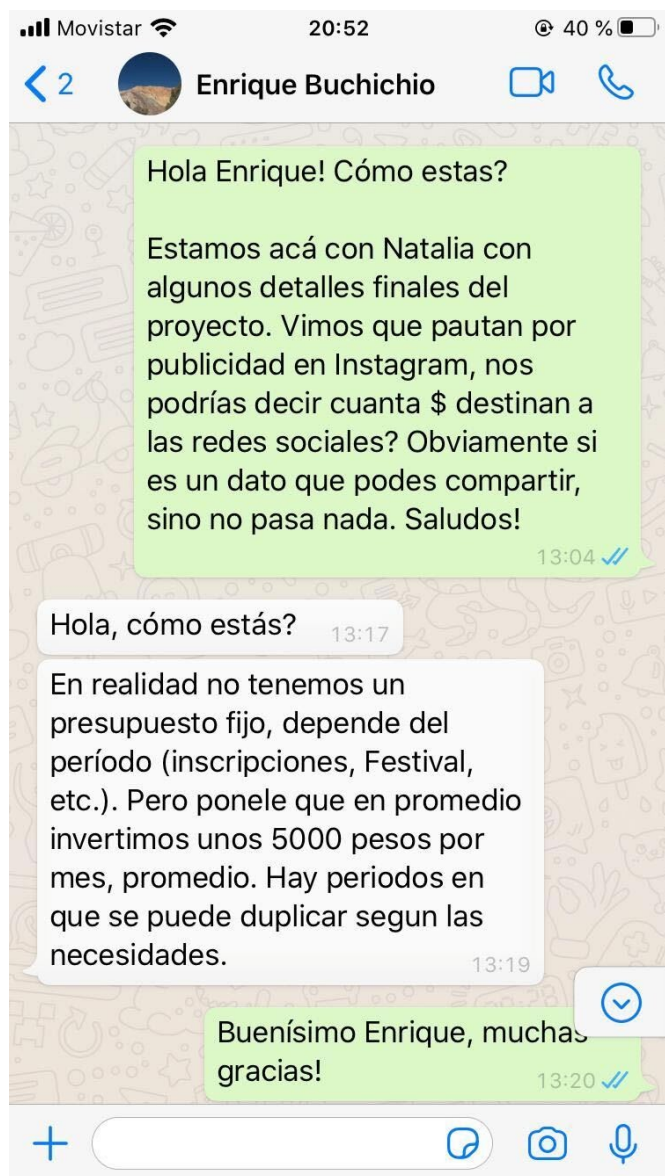 Movistar 20:52 40 %
2 Enrique Buchichio
Hola Enrique! Cómo estas?
Estamos acá con Natalia con
algunos detalles finales del
proyecto. Vimos que pautan por
publicidad en Instagram, nos
podrías decir cuanta $ destinan a
las redes sociales? Obviamente si
es un dato que podes compartir,
sino no pasa nada. Saludos!
13:04
Hola, cómo estás? 13:17
En realidad no tenemos un
presupuesto fijo, depende del
período (inscripciones, Festival,
etc.). Pero ponele que en promedio
invertimos unos 5000 pesos por
mes, promedio. Hay periodos en
que se puede duplicar segun las
necesidades. 13:19
Buenísimo Enrique, muchas
gracias! 13:20